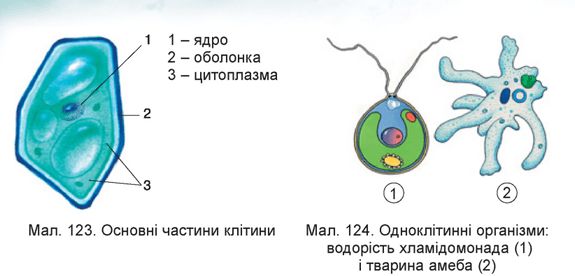 1
1 – ядро
2 – оболонка
3 – цитоплазма
2
3
Мал. 123. Основні частини клітини
1
2
Мал. 124. Одноклітинні організми:
водорість хламідомонада (1)
і тварина амеба (2)